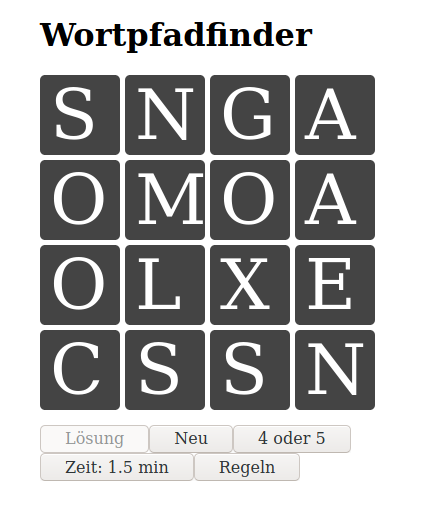 Wortpfadfinder
S N G A
O M O A
O L X E
C S S N
Lösung Neu 4 oder 5
Zeit: 1.5 min Regeln